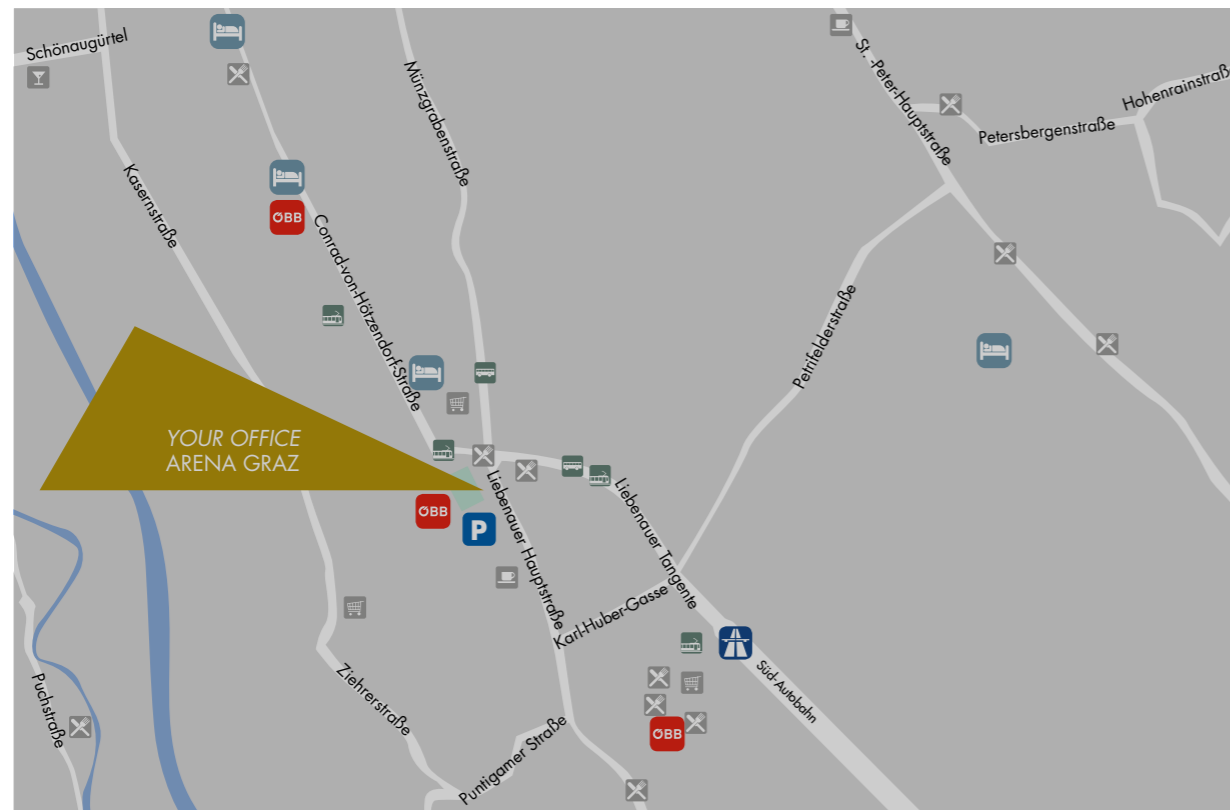 Schönaugürtel
Münzgrabenstraße
St. -Peter-Hauptstraße
Hohenrainstraß
Petersbergenstraße
Kasernstraße
ÖBB
Conrad-von-Hötzendorf-Straße
Petrifelderstraße
YOUR OFFICE
ARENA GRAZ
ÖBB
P
Liebenauer Hauptstraße
Liebenauer Tangente
Karl-Huber-Gasse
Süd-Autobahn
Ziehrerstraße
Puchstraße
Puntigamer Straße
ÖBB